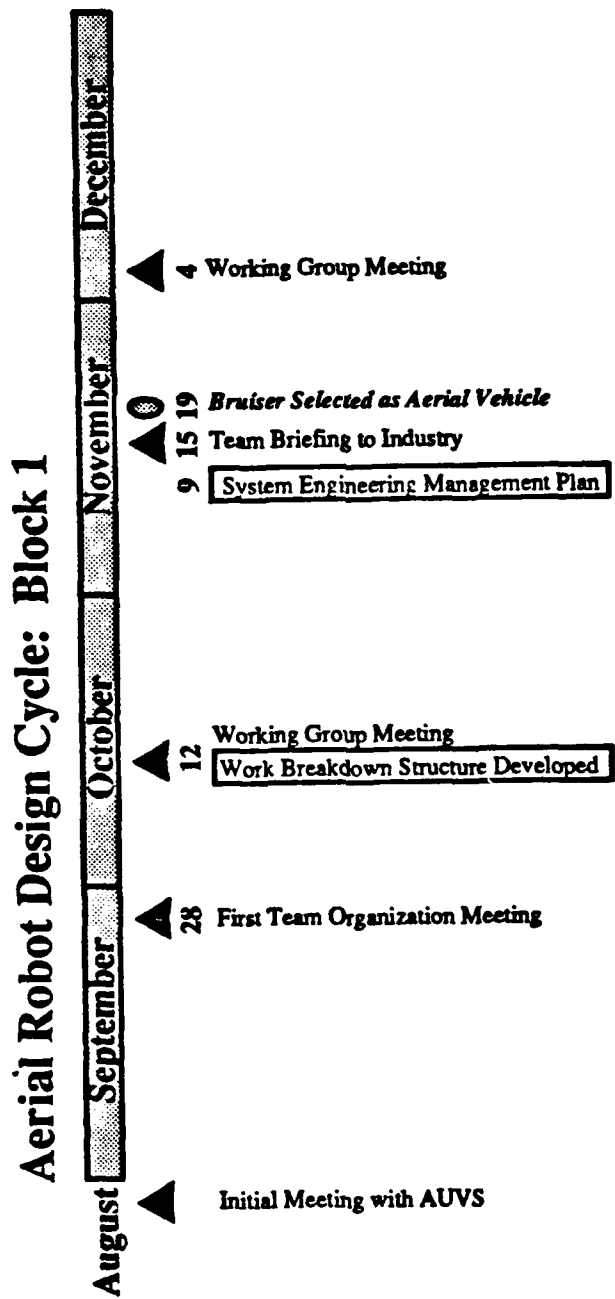 Aerial Robot Design Cycle: Block 1
August
September
October
November
December
Initial Meeting with AUVS
28
First Team Organization Meeting
12
Working Group Meeting
Work Breakdown Structure Developed
9
System Engineering Management Plan
15
Team Briefing to Industry
19
Bruiser Selected as Aerial Vehicle
4
Working Group Meeting